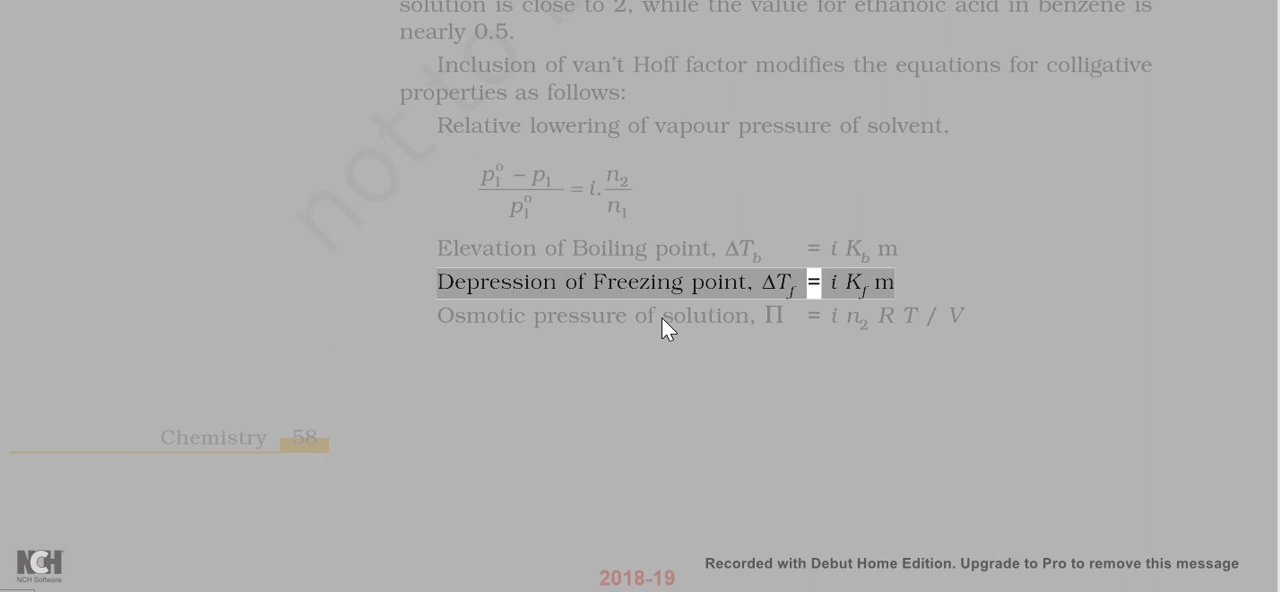 solution is close to 2, while the value for ethanoic acid in benzene is
nearly 0.5.
Inclusion of van't Hoff factor modifies the equations for colligative
properties as follows:
Relative lowering of vapour pressure of solvent,
(p₁° − p₁) / p₁° = i. n₂ / n₁
Elevation of Boiling point, ΔT_b = i K_b m
Depression of Freezing point, ΔT_f = i K_f m
Osmotic pressure of solution, Π = i n₂ R T / V
not to
Chemistry 58
NCH
NCH Software
2018-19
Recorded with Debut Home Edition. Upgrade to Pro to remove this message